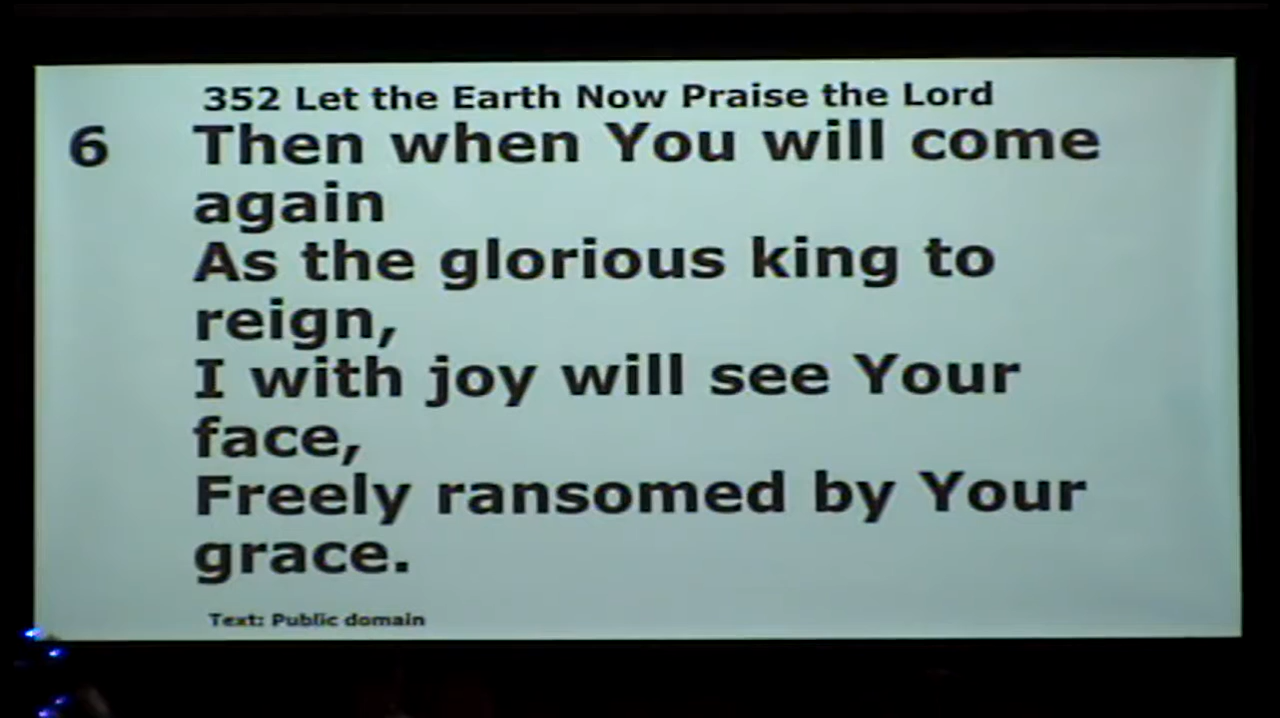 352 Let the Earth Now Praise the Lord
6 Then when You will come
again
As the glorious king to
reign,
I with joy will see Your
face,
Freely ransomed by Your
grace.
Text: Public domain